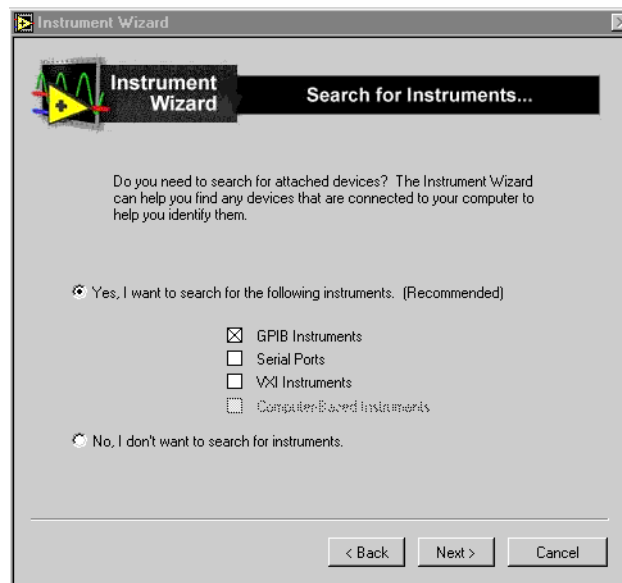 Instrument Wizard
Instrument
Wizard
Search for Instruments...
Do you need to search for attached devices? The Instrument Wizard
can help you find any devices that are connected to your computer to
help you identify them.
Yes, I want to search for the following instruments. (Recommended)
GPIB Instruments
Serial Ports
VXI Instruments
Computer-Based Instruments
No, I don't want to search for instruments.
< Back
Next >
Cancel